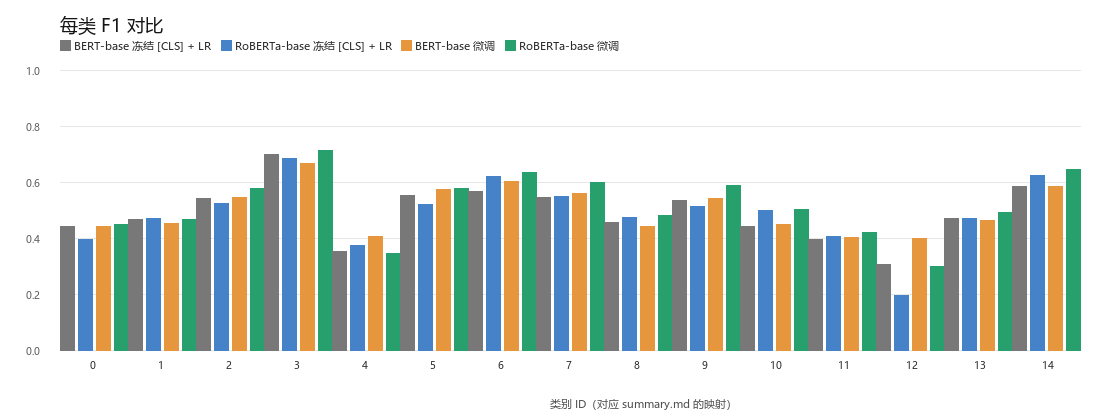 每类 F1 对比
BERT-base 冻结 [CLS] + LR RoBERTa-base 冻结 [CLS] + LR BERT-base 微调 RoBERTa-base 微调
1.0
0.8
0.6
0.4
0.2
0.0
0 1 2 3 4 5 6 7 8 9 10 11 12 13 14
类别 ID（对应 summary.md 的映射）